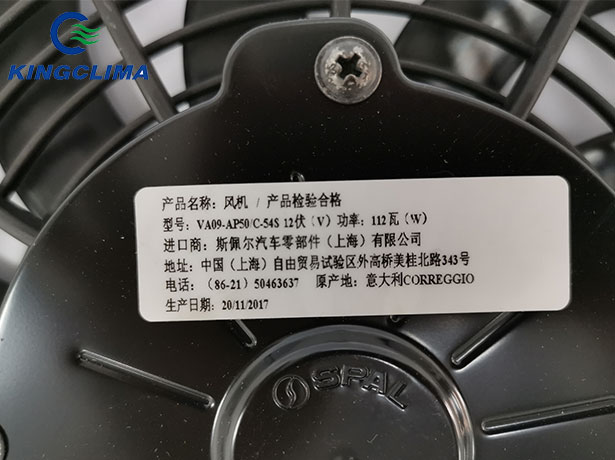 KINGCLIMA
产品名称: 风机 / 产品检验合格
型号: VA09-AP50/C-54S 12伏（V）功率: 112瓦（W）
进口商: 斯佩尔汽车零部件（上海）有限公司
地址: 中国（上海）自由贸易试验区外高桥美桂北路343号
电话: （86-21）50463637 原产地: 意大利CORREGGIO
生产日期: 20/11/2017
SPAL